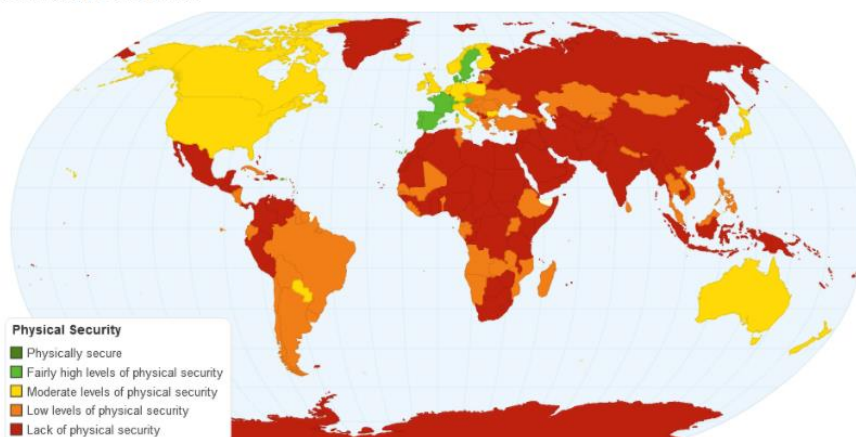 Physical Security
Physically secure
Fairly high levels of physical security
Moderate levels of physical security
Low levels of physical security
Lack of physical security